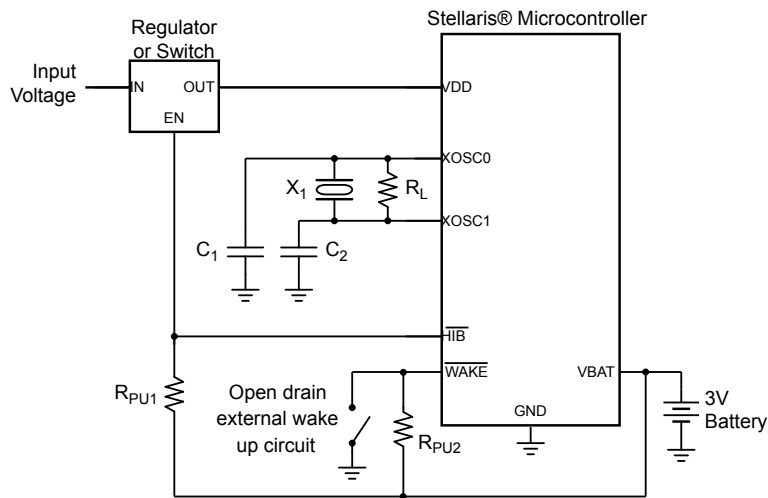 Stellaris® Microcontroller
Regulator
or Switch
Input
Voltage
IN
OUT
EN
VDD
XOSC0
X1
RL
XOSC1
C1
C2
HIB
WAKE
VBAT
RPU1
Open drain
external wake
up circuit
RPU2
GND
3V
Battery